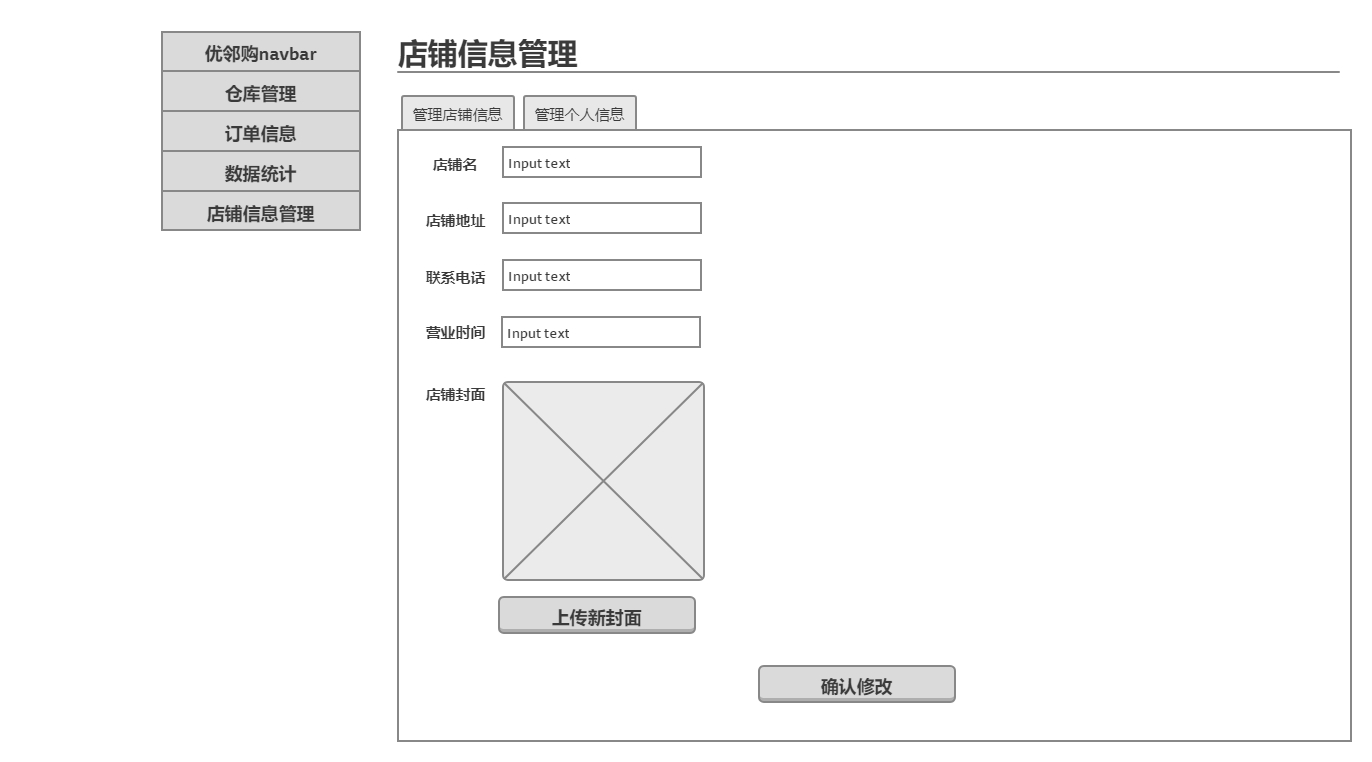 优邻购navbar
仓库管理
订单信息
数据统计
店铺信息管理
店铺信息管理
管理店铺信息
管理个人信息
店铺名
Input text
店铺地址
Input text
联系电话
Input text
营业时间
Input text
店铺封面
上传新封面
确认修改